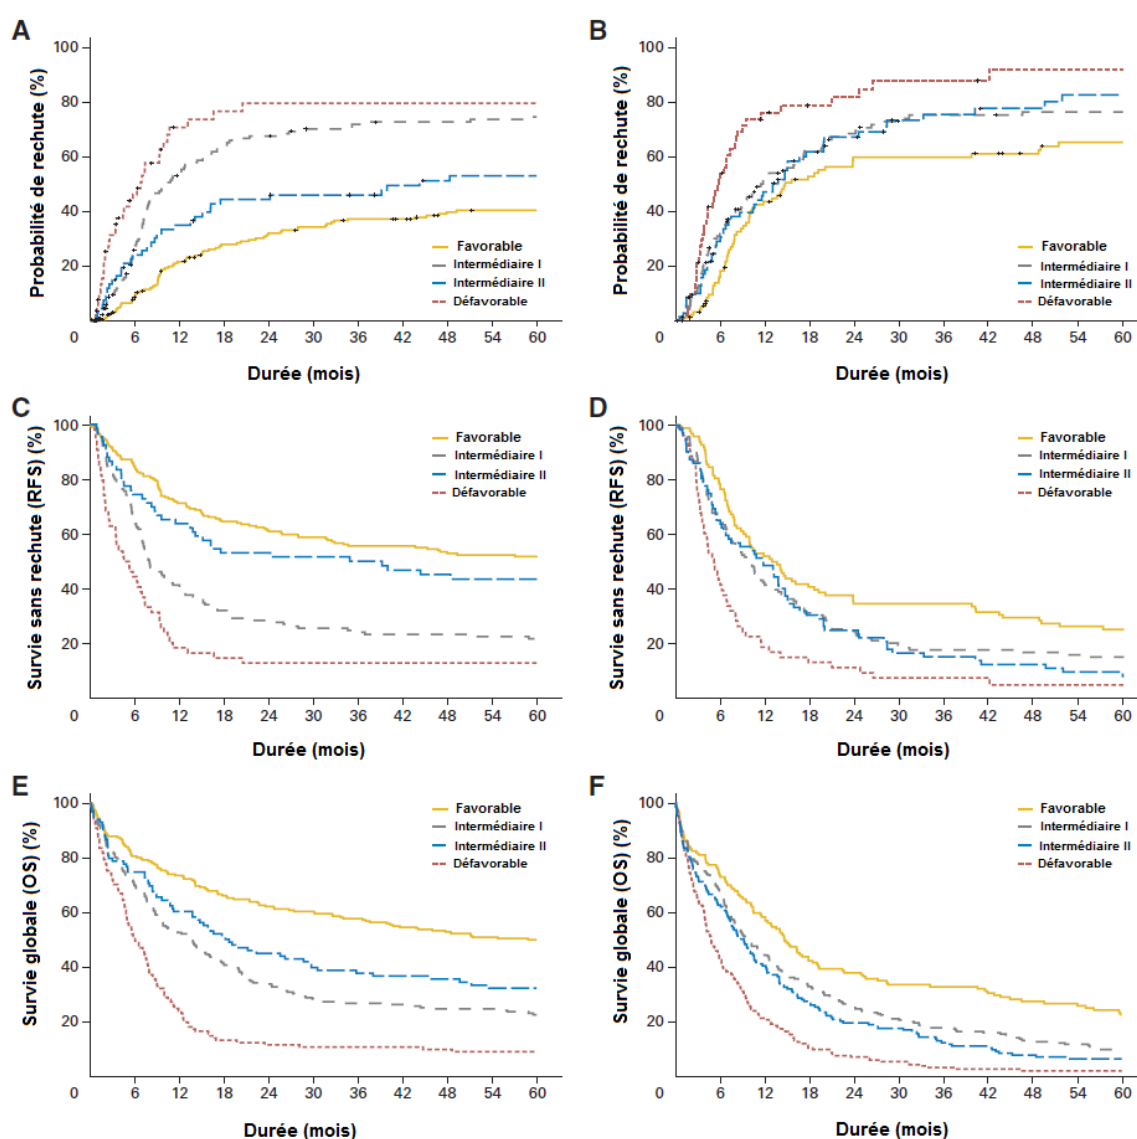 A
Probabilité de rechute (%)
100
80
60
40
20
0
6
12
18
24
30
36
42
48
54
60
Durée (mois)
Favorable
Intermédiaire I
Intermédiaire II
Défavorable
B
Probabilité de rechute (%)
100
80
60
40
20
0
6
12
18
24
30
36
42
48
54
60
Durée (mois)
Favorable
Intermédiaire I
Intermédiaire II
Défavorable
C
Survie sans rechute (RFS) (%)
100
80
60
40
20
0
6
12
18
24
30
36
42
48
54
60
Durée (mois)
Favorable
Intermédiaire I
Intermédiaire II
Défavorable
D
Survie sans rechute (RFS) (%)
100
80
60
40
20
0
6
12
18
24
30
36
42
48
54
60
Durée (mois)
Favorable
Intermédiaire I
Intermédiaire II
Défavorable
E
Survie globale (OS) (%)
100
80
60
40
20
0
6
12
18
24
30
36
42
48
54
60
Durée (mois)
Favorable
Intermédiaire I
Intermédiaire II
Défavorable
F
Survie globale (OS) (%)
100
80
60
40
20
0
6
12
18
24
30
36
42
48
54
60
Durée (mois)
Favorable
Intermédiaire I
Intermédiaire II
Défavorable